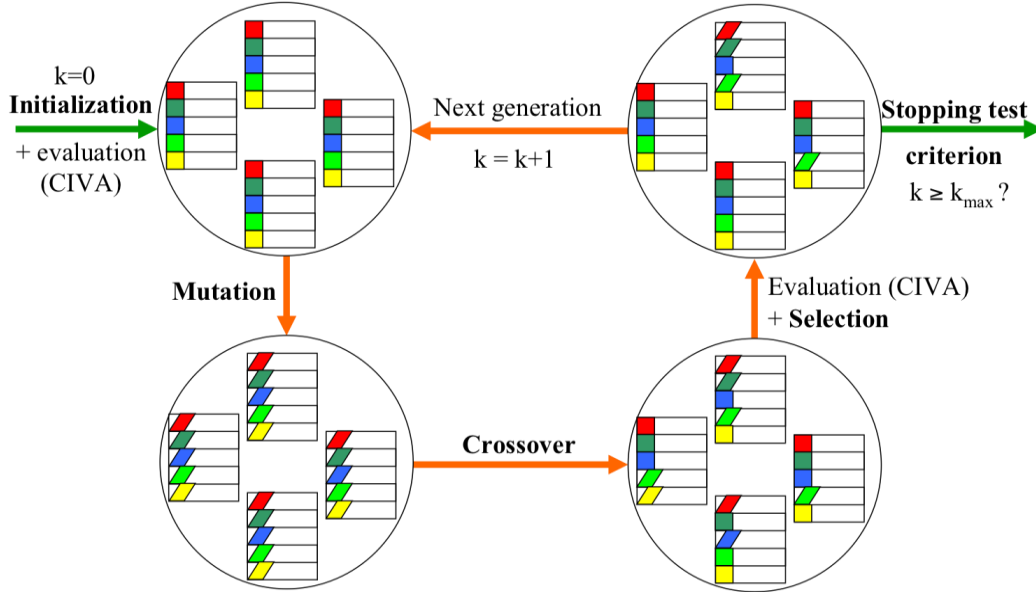 k=0
Initialization
+ evaluation
(CIVA)
Next generation
k = k+1
Stopping test
criterion
k ≥ kmax ?
Mutation
Evaluation (CIVA)
+ Selection
Crossover